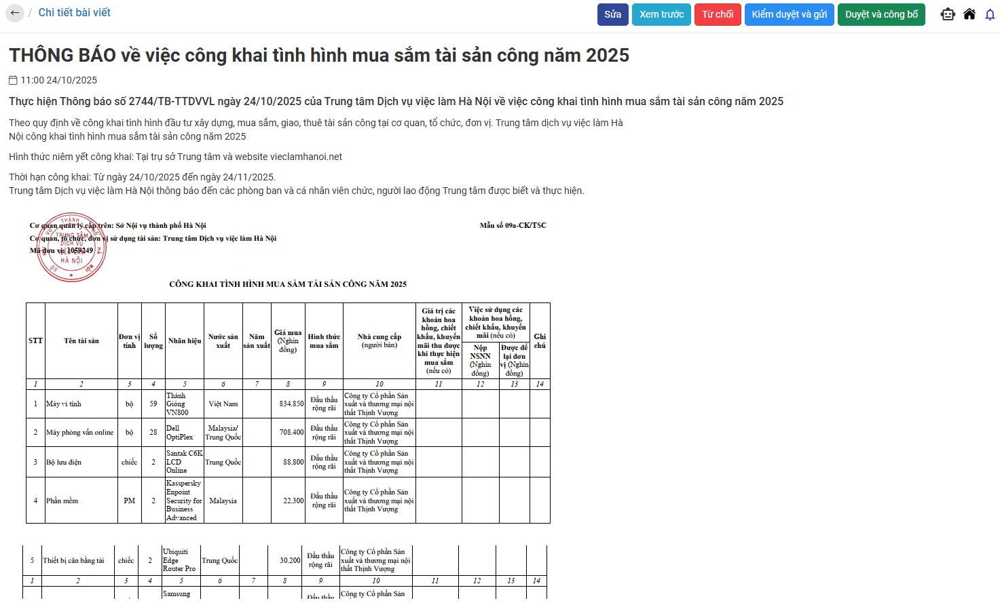 ← / Chi tiết bài viết
Sửa Xem trước Từ chối Kiểm duyệt và gửi Duyệt và công bố
THÔNG BÁO về việc công khai tình hình mua sắm tài sản công năm 2025
11:00 24/10/2025
Thực hiện Thông báo số 2744/TB-TTDVVL ngày 24/10/2025 của Trung tâm Dịch vụ việc làm Hà Nội về việc công khai tình hình mua sắm tài sản công năm 2025
Theo quy định về công khai tình hình đầu tư xây dựng, mua sắm, giao, thuê tài sản công tại cơ quan, tổ chức, đơn vị. Trung tâm dịch vụ việc làm Hà
Nội công khai tình hình mua sắm tài sản công năm 2025
Hình thức niêm yết công khai: Tại trụ sở Trung tâm và website vieclamhanoi.net
Thời hạn công khai: Từ ngày 24/10/2025 đến ngày 24/11/2025.
Trung tâm Dịch vụ việc làm Hà Nội thông báo đến các phòng ban và cá nhân viên chức, người lao động Trung tâm được biết và thực hiện.
Cơ quan quản lý cấp trên: Sở Nội vụ thành phố Hà Nội
Mẫu số 09a-CK/TSC
Cơ quan, tổ chức, đơn vị sử dụng tài sản: Trung tâm Dịch vụ việc làm Hà Nội
Mã đơn vị: 1059249
SỞ NỘI VỤ THÀNH PHỐ HÀ NỘI
TRUNG TÂM
DỊCH VỤ
VIỆC LÀM
HÀ NỘI
CÔNG KHAI TÌNH HÌNH MUA SẮM TÀI SẢN CÔNG NĂM 2025
STT
Tên tài sản
Đơn vị
tính
Số
lượng
Nhãn hiệu
Nước sản
xuất
Năm
sản xuất
Giá mua
(Nghìn
đồng)
Hình thức
mua sắm
Nhà cung cấp
(người bán)
Giá trị các
khoản hoa
hồng, chiết
khấu, khuyến
mãi thu được
khi thực hiện
mua sắm
(nếu có)
Việc sử dụng các
khoản hoa hồng,
chiết khấu, khuyến
mãi (nếu có)
Nộp
NSNN
(Nghìn
đồng)
Được để
lại đơn
vị (Nghìn
đồng)
Ghi
chú
1 2 3 4 5 6 7 8 9 10 11 12 13 14
1
Máy vi tính
bộ
59
Thánh
Gióng
VN800
Việt Nam
834.850
Đấu thầu
rộng rãi
Công ty Cổ phần Sản
xuất và thương mại nội
thất Thịnh Vượng
2
Máy phỏng vấn online
bộ
28
Dell
OptiPlex
Malaysia/
Trung Quốc
708.400
Đấu thầu
rộng rãi
Công ty Cổ phần Sản
xuất và thương mại nội
thất Thịnh Vượng
3
Bộ lưu điện
chiếc
2
Santak C6K
LCD
Online
Trung Quốc
88.800
Đấu thầu
rộng rãi
Công ty Cổ phần Sản
xuất và thương mại nội
thất Thịnh Vượng
4
Phần mềm
PM
2
Kasspersky
Enpoint
Security for
Business
Advanced
Malaysia
22.300
Đấu thầu
rộng rãi
Công ty Cổ phần Sản
xuất và thương mại nội
thất Thịnh Vượng
5
Thiết bị cân bằng tải
chiếc
2
Ubiquiti
Edge
Router Pro
Trung Quốc
30.200
Đấu thầu
rộng rãi
Công ty Cổ phần Sản
xuất và thương mại nội
thất Thịnh Vượng
1 2 3 4 5 6 7 8 9 10 11 12 13 14
Samsung
Đấu thầu
Công ty Cổ phần Sản